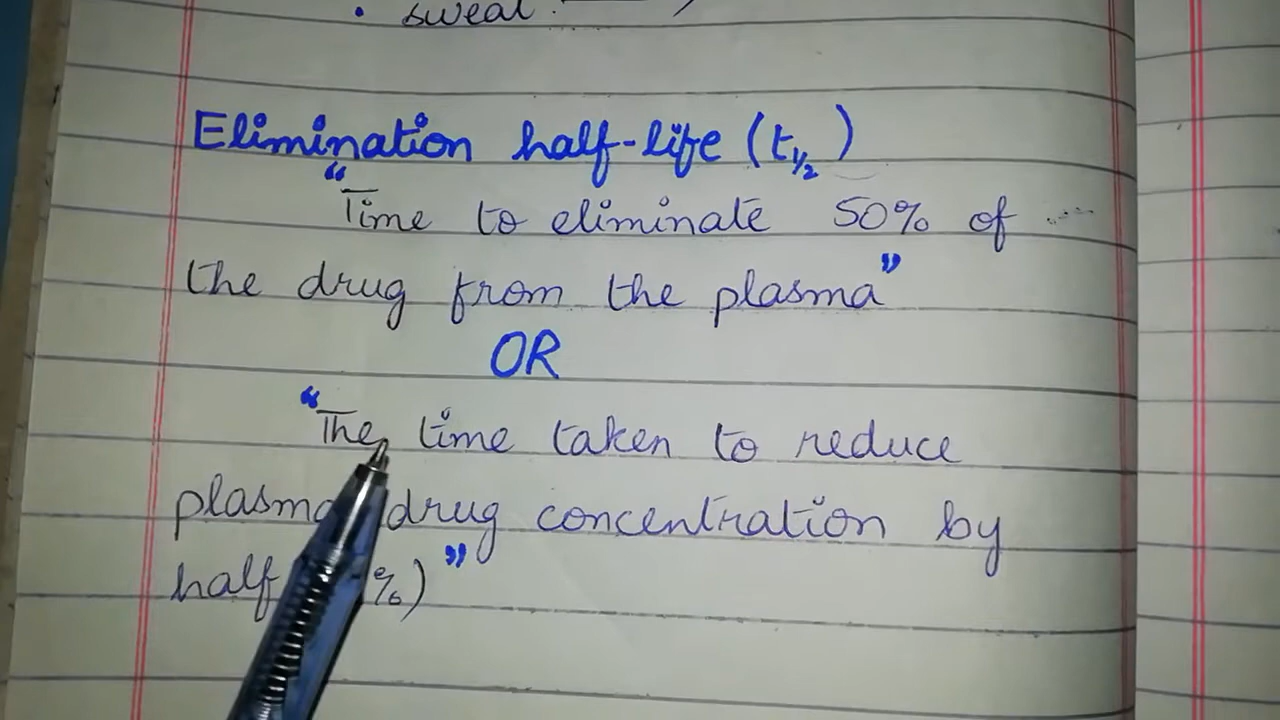 • sweat
Elimination half-life (t½)
"Time to eliminate 50% of
the drug from the plasma"
OR
"The time taken to reduce
plasma drug concentration by
half %)"